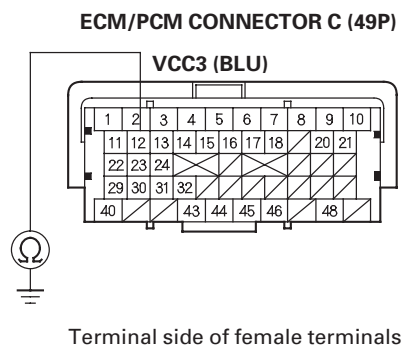 ECM/PCM CONNECTOR C (49P)
VCC3 (BLU)
1 2 3 4 5 6 7 8 9 10
11 12 13 14 15 16 17 18 20 21
22 23 24
29 30 31 32
40 43 44 45 46 48
Ω
Terminal side of female terminals